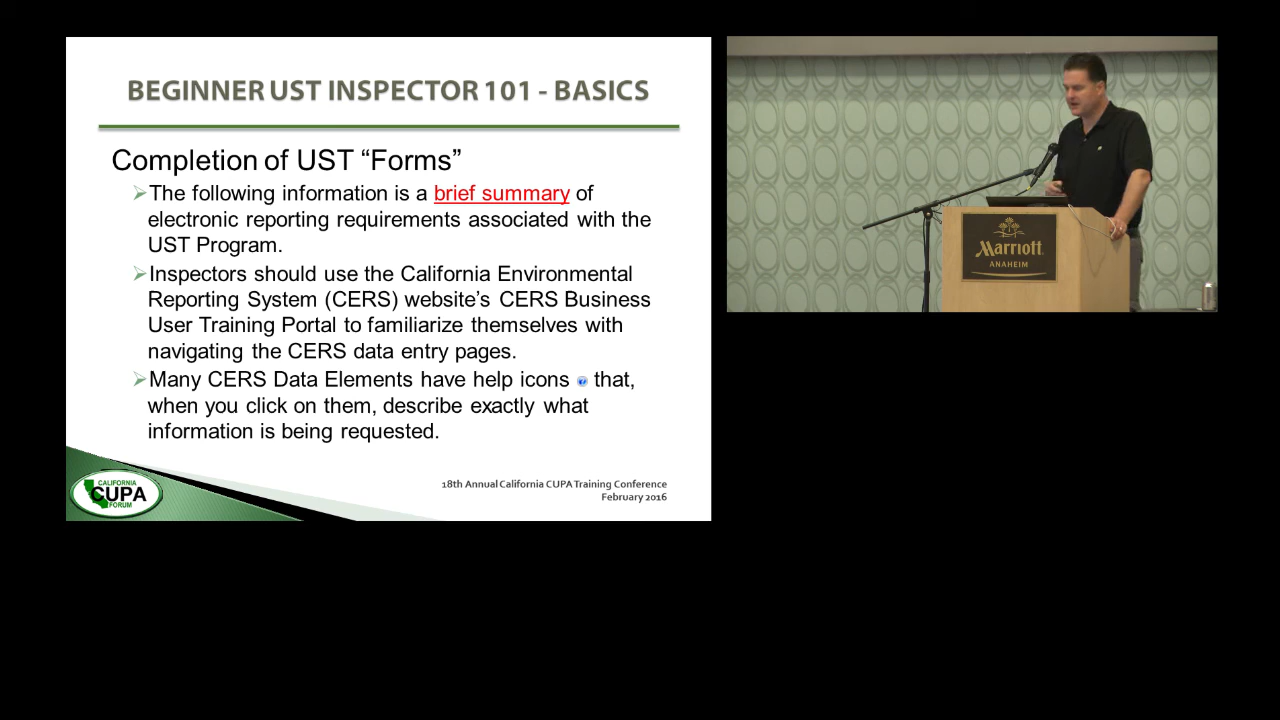 BEGINNER UST INSPECTOR 101 - BASICS
Completion of UST “Forms”
The following information is a brief summary of
electronic reporting requirements associated with the
UST Program.
Inspectors should use the California Environmental
Reporting System (CERS) website’s CERS Business
User Training Portal to familiarize themselves with
navigating the CERS data entry pages.
Many CERS Data Elements have help icons ? that,
when you click on them, describe exactly what
information is being requested.
CALIFORNIA
CUPA
FORUM
18th Annual California CUPA Training Conference
February 2016
Marriott
ANAHEIM